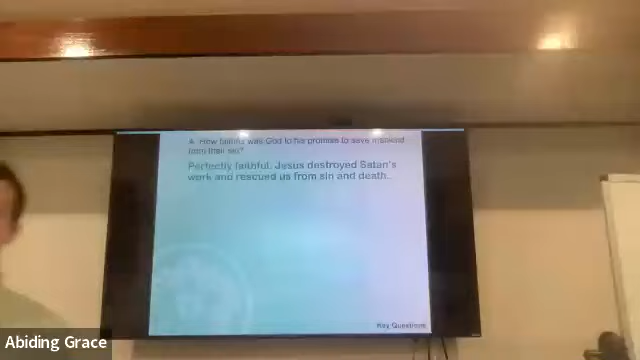 4. How faithful was God to his promise to save mankind
from their sin?
Perfectly faithful. Jesus destroyed Satan's
work and rescued us from sin and death.
Key Questions
Abiding Grace